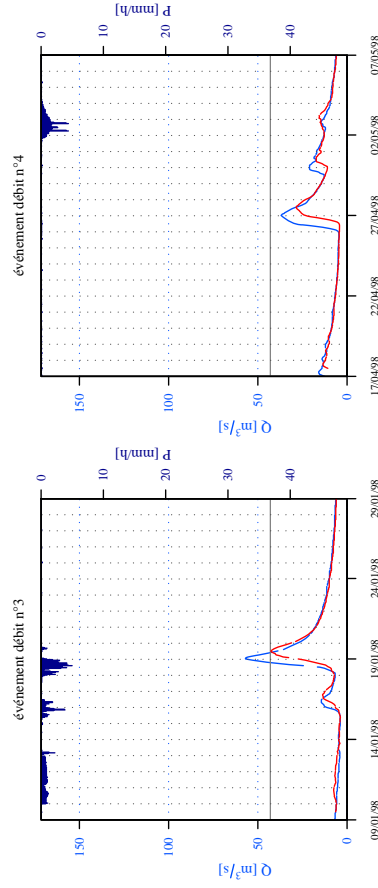 événement débit n°3
P [mm/h]
0 10 20 30 40
Q [m³/s]
0 50 100 150
09/01/98 14/01/98 19/01/98 24/01/98 29/01/98
événement débit n°4
P [mm/h]
0 10 20 30 40
Q [m³/s]
0 50 100 150
17/04/98 22/04/98 27/04/98 02/05/98 07/05/98